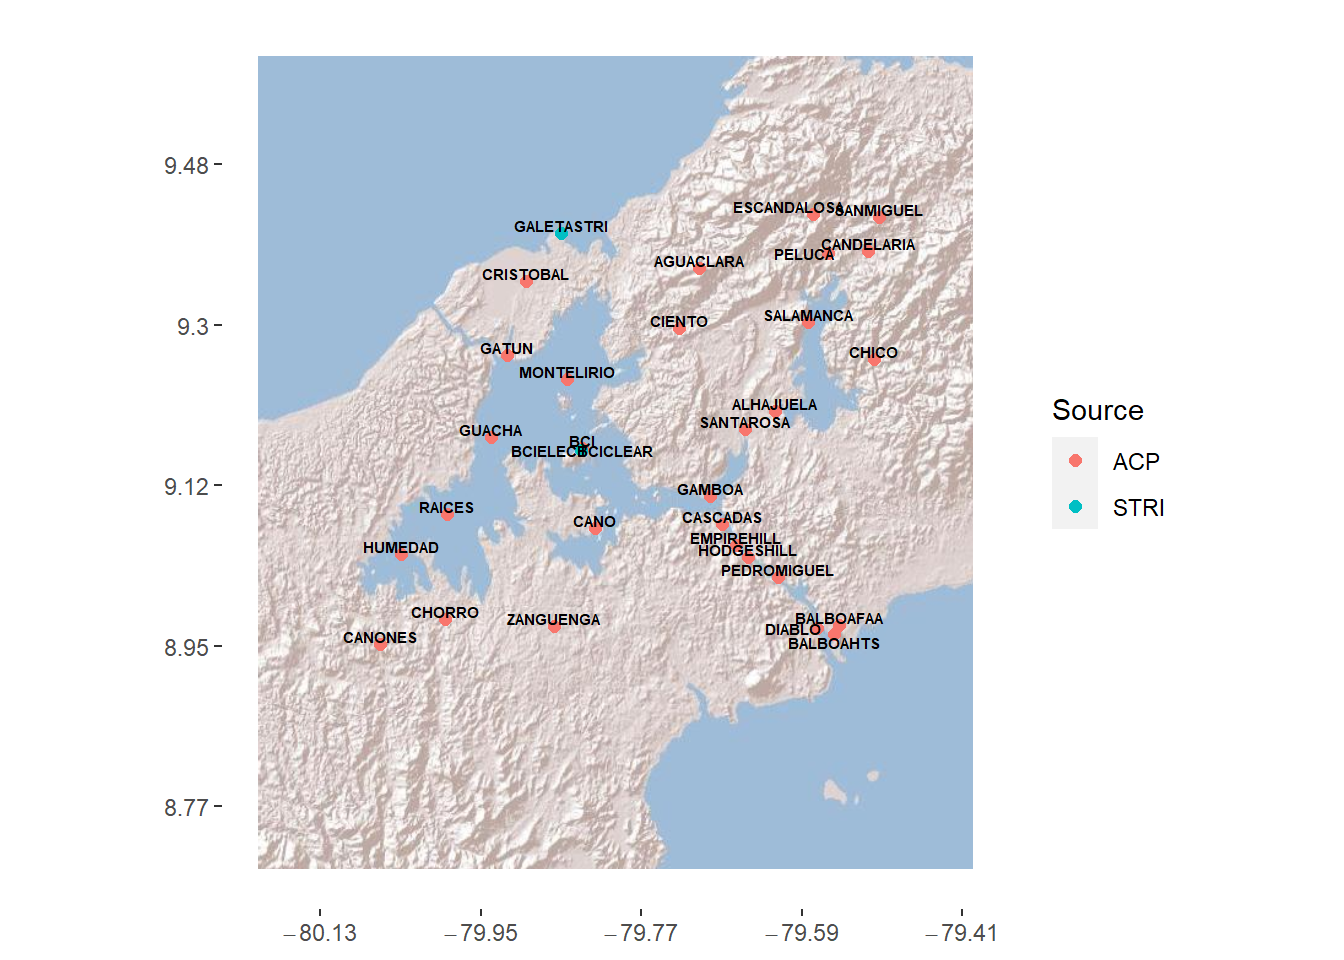 9.48
9.3
9.12
8.95
8.77
ESCANDALOSA
SANMIGUEL
GALETASTRI
CANDELARIA
PELUCA
AGUACLARA
CRISTOBAL
SALAMANCA
CIENTO
GATUN
CHICO
MONTELIRIO
ALHAJUELA
SANTAROSA
GUACHA
BCI
BCIELECT
BCICLEAR
GAMBOA
RAICES
CASCADAS
CANO
EMPIREHILL
HUMEDAD
HODGESHILL
PEDROMIGUEL
CHORRO
ZANGUENGA
BALBOAFAA
DIABLO
CANONES
BALBOAHTS
−80.13
−79.95
−79.77
−79.59
−79.41
Source
ACP
STRI